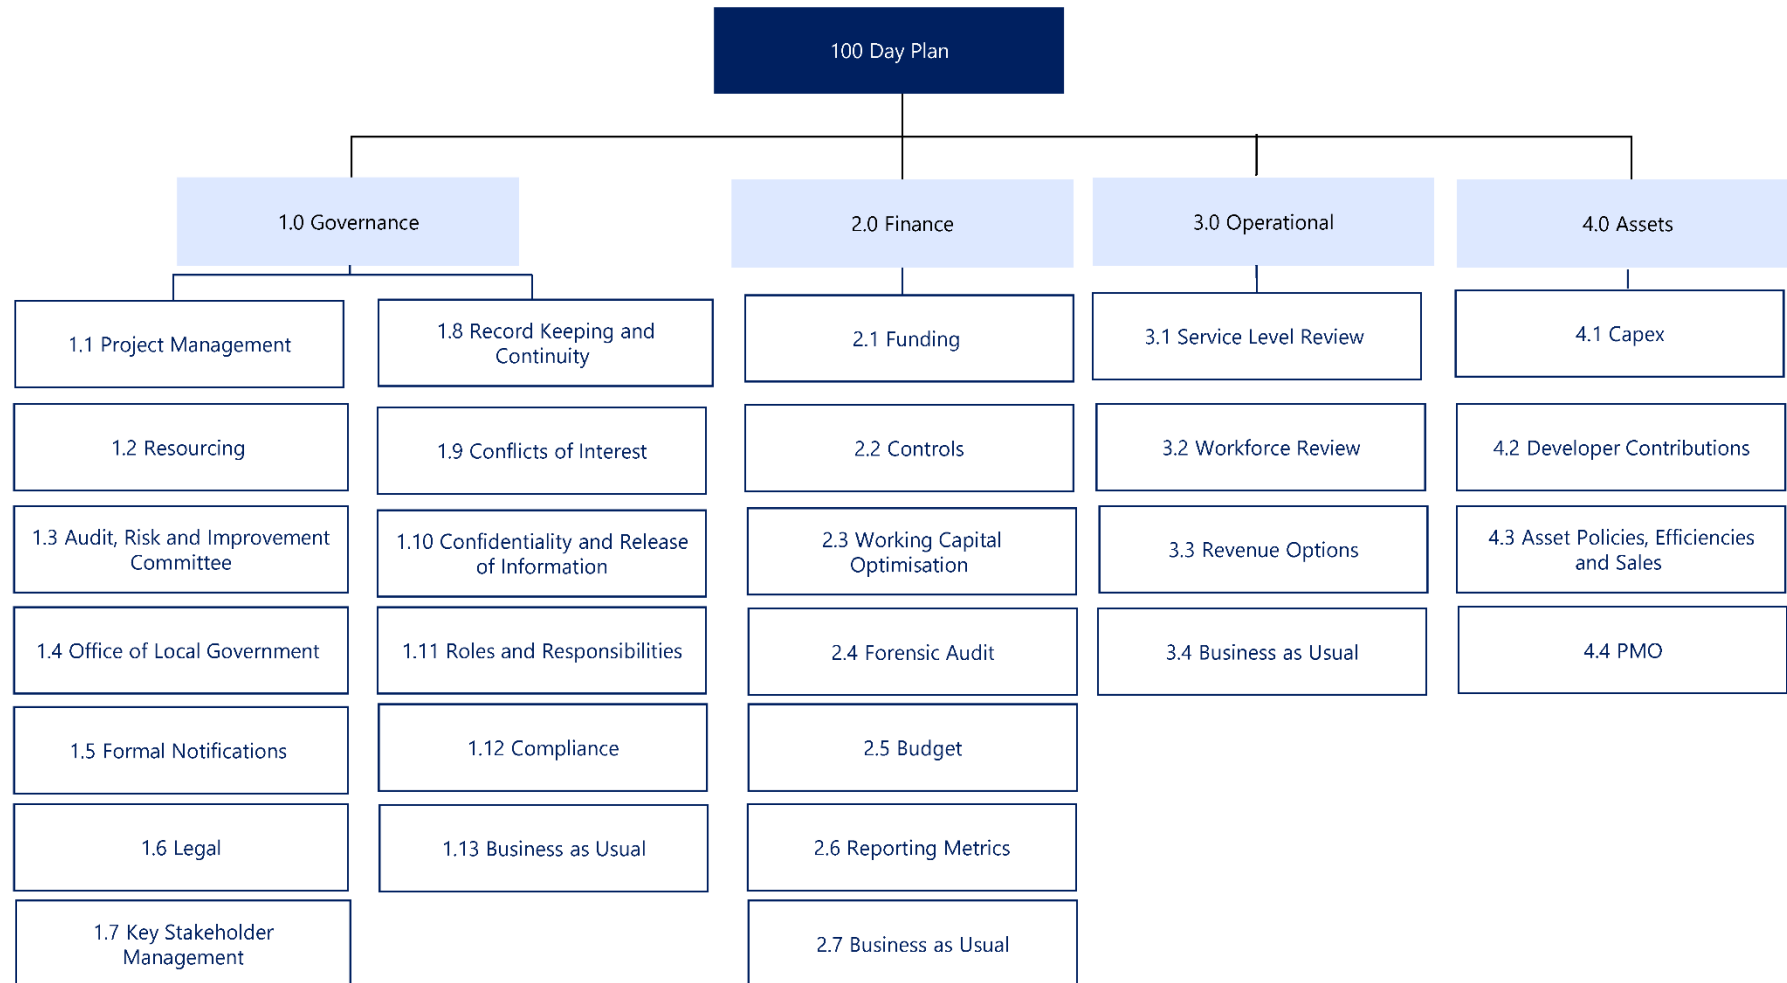 100 Day Plan
1.0 Governance
2.0 Finance
3.0 Operational
4.0 Assets
1.1 Project Management
1.2 Resourcing
1.3 Audit, Risk and Improvement
Committee
1.4 Office of Local Government
1.5 Formal Notifications
1.6 Legal
1.7 Key Stakeholder
Management
1.8 Record Keeping and
Continuity
1.9 Conflicts of Interest
1.10 Confidentiality and Release
of Information
1.11 Roles and Responsibilities
1.12 Compliance
1.13 Business as Usual
2.1 Funding
2.2 Controls
2.3 Working Capital
Optimisation
2.4 Forensic Audit
2.5 Budget
2.6 Reporting Metrics
2.7 Business as Usual
3.1 Service Level Review
3.2 Workforce Review
3.3 Revenue Options
3.4 Business as Usual
4.1 Capex
4.2 Developer Contributions
4.3 Asset Policies, Efficiencies
and Sales
4.4 PMO